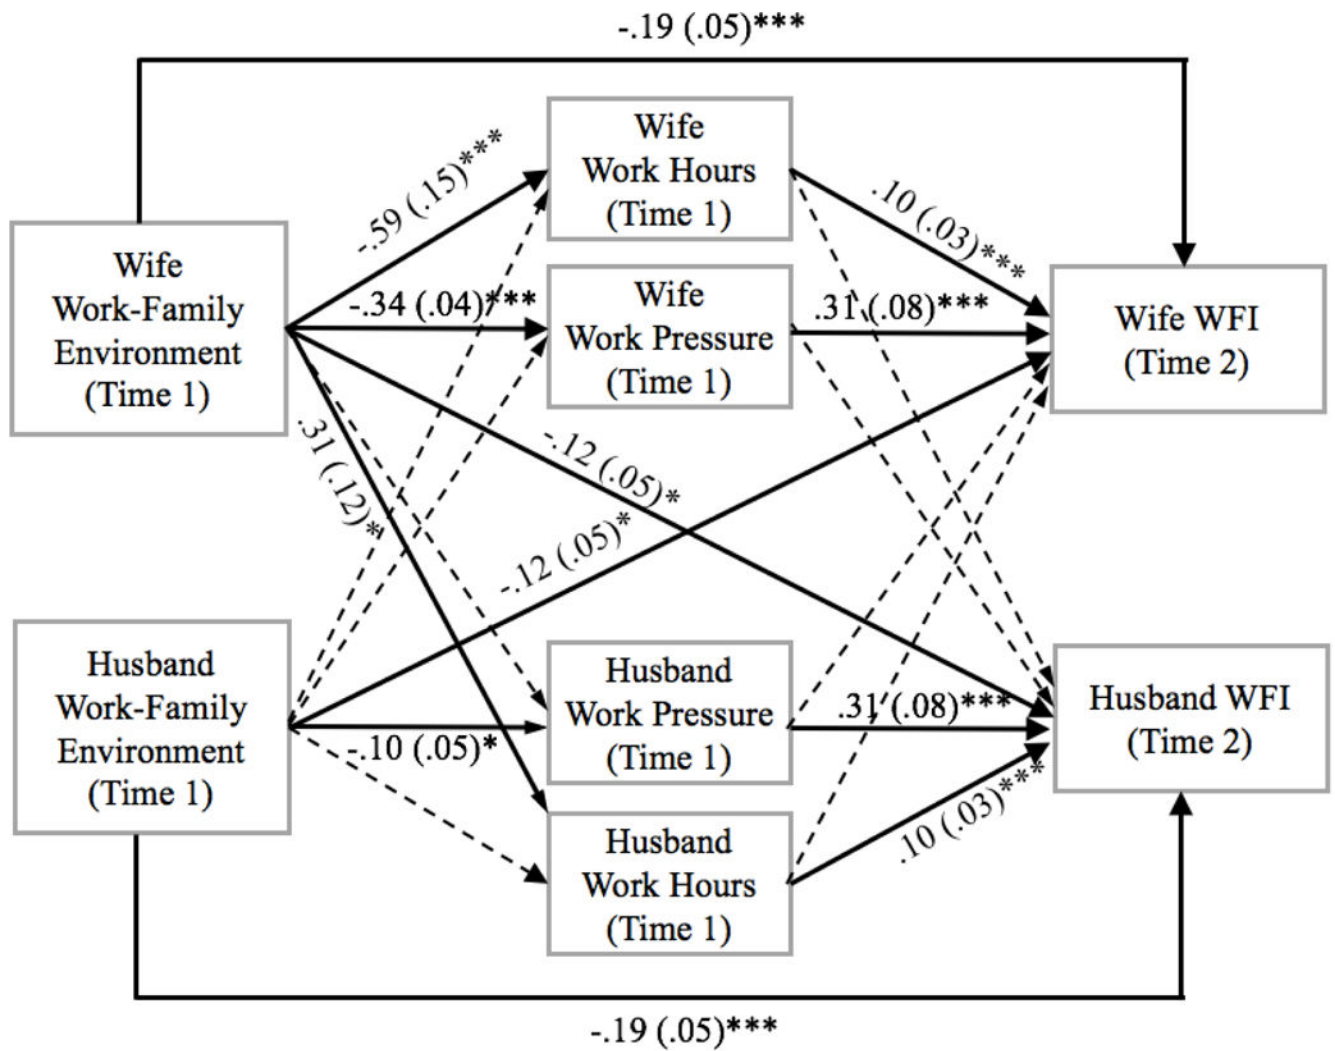 -.19 (.05)***
Wife
Work Hours
(Time 1)
-.59 (.15)***
.10 (.03)***
Wife
Work-Family
Environment
(Time 1)
-.34 (.04)***
Wife
Work Pressure
(Time 1)
.31 (.08)***
Wife WFI
(Time 2)
.31 (.12)*
-.12 (.05)*
-.12 (.05)*
Husband
Work-Family
Environment
(Time 1)
-.10 (.05)*
Husband
Work Pressure
(Time 1)
.31 (.08)***
Husband WFI
(Time 2)
Husband
Work Hours
(Time 1)
.10 (.03)***
-.19 (.05)***